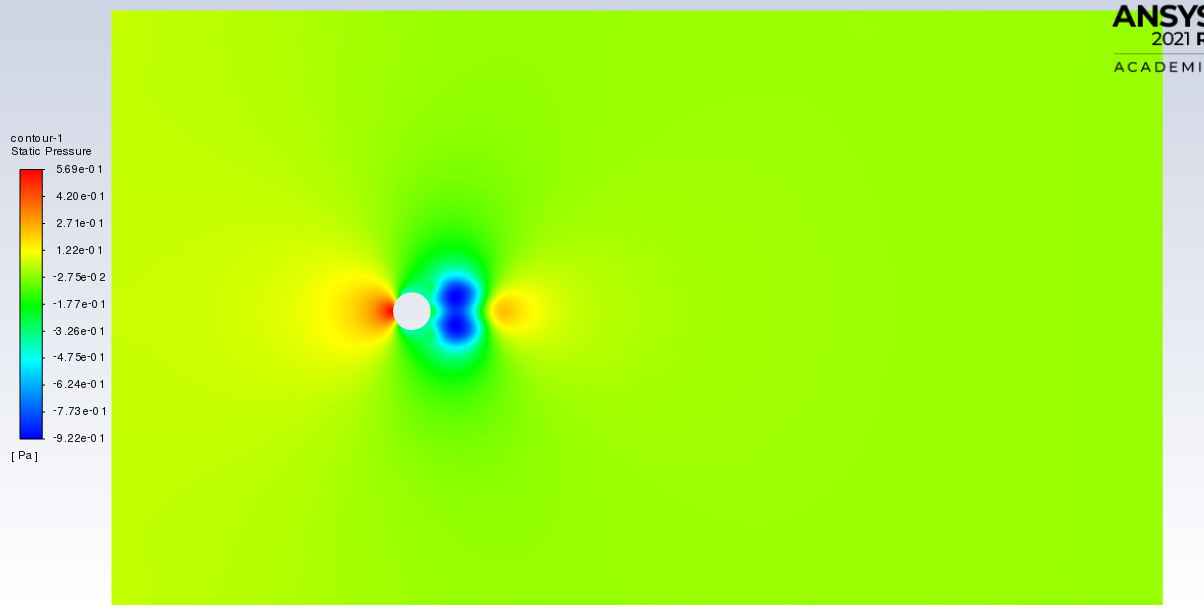 ANSYS
2021 R
ACADEMI
contour-1
Static Pressure
5.69e-01
4.20e-01
2.71e-01
1.22e-01
-2.75e-02
-1.77e-01
-3.26e-01
-4.75e-01
-6.24e-01
-7.73e-01
-9.22e-01
[ Pa ]